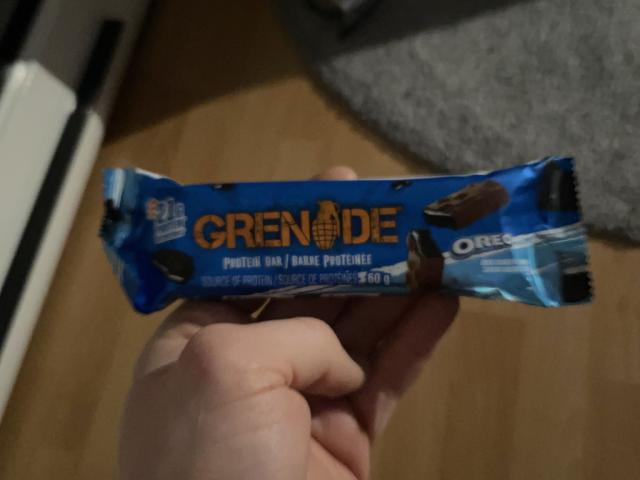 GRENADE
PROTEIN BAR / BARRE PROTÉINÉE
SOURCE OF PROTEIN / SOURCE DE PROTÉINES 60 g
OREO